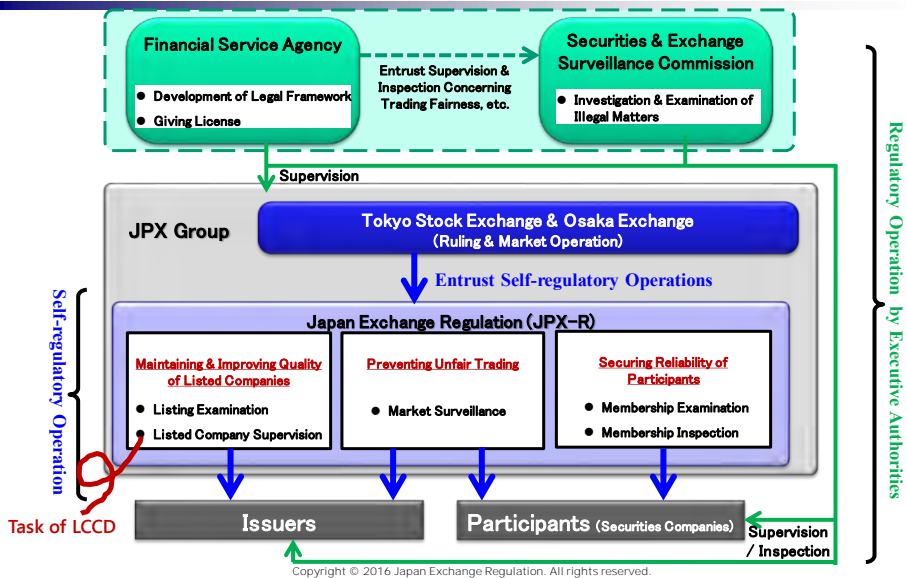 Financial Service Agency
● Development of Legal Framework
● Giving License
Entrust Supervision &
Inspection Concerning
Trading Fairness, etc.
Securities & Exchange
Surveillance Commission
● Investigation & Examination of
Illegal Matters
Supervision
JPX Group
Tokyo Stock Exchange & Osaka Exchange
(Ruling & Market Operation)
Entrust Self-regulatory Operations
Japan Exchange Regulation (JPX-R)
Maintaining & Improving Quality
of Listed Companies
● Listing Examination
● Listed Company Supervision
Preventing Unfair Trading
● Market Surveillance
Securing Reliability of
Participants
● Membership Examination
● Membership Inspection
Self-regulatory Operation
Regulatory Operation by Executive Authorities
Task of LCCD
Issuers
Participants (Securities Companies)
Supervision
/ Inspection
Copyright © 2016 Japan Exchange Regulation. All rights reserved.